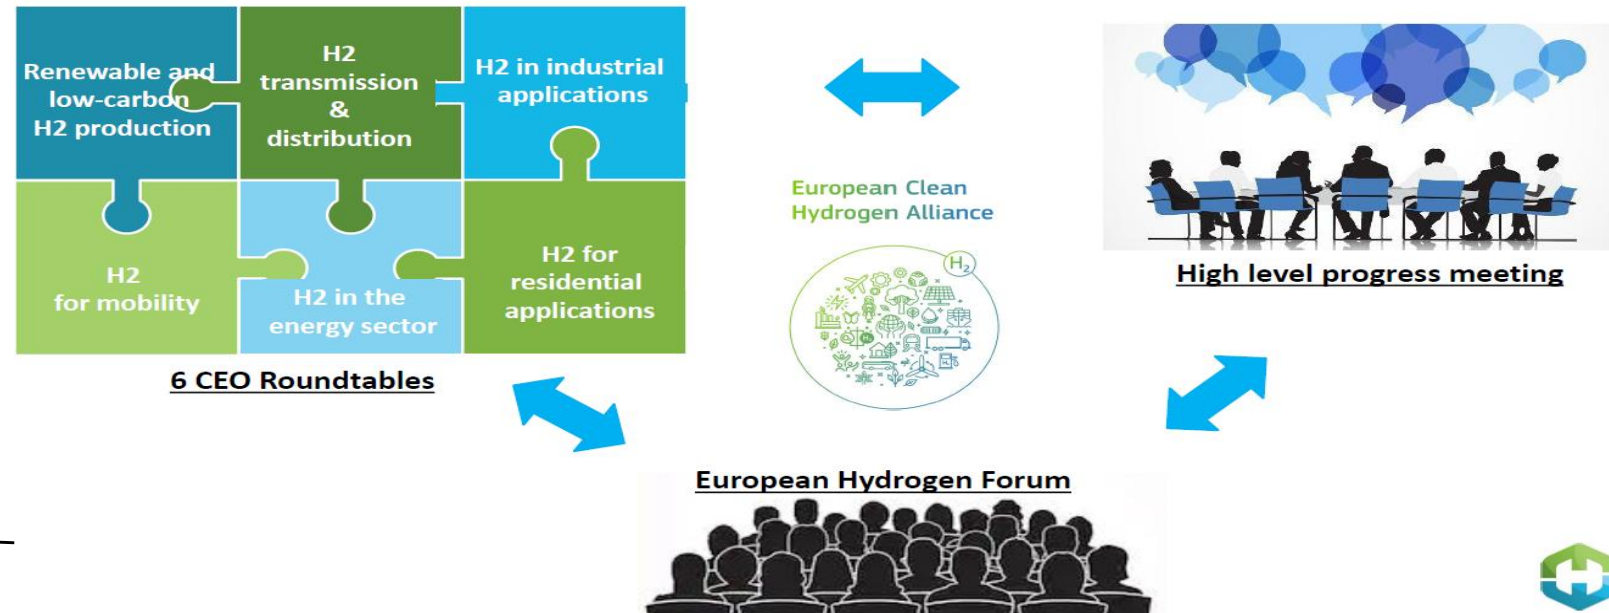 Renewable and
low-carbon
H2 production
H2
transmission
&
distribution
H2 in industrial
applications
H2
for mobility
H2 in the
energy sector
H2 for
residential
applications
6 CEO Roundtables
European Clean
Hydrogen Alliance
H₂
High level progress meeting
European Hydrogen Forum